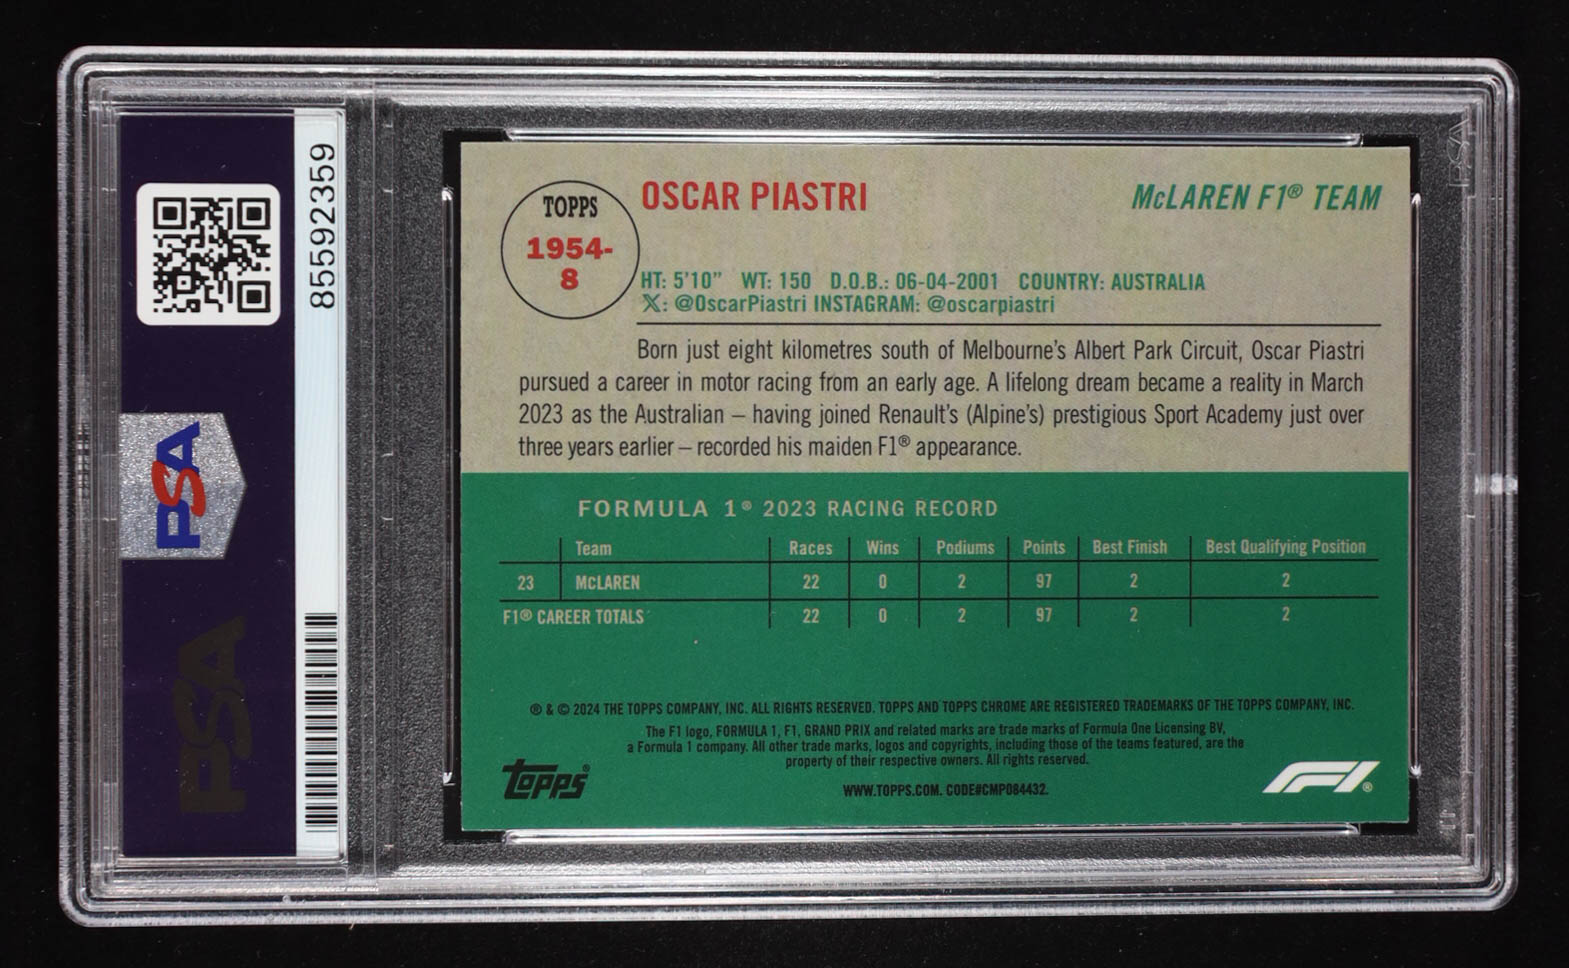 85592359
PSA
PSA
TOPPS
1954-
8
OSCAR PIASTRI
McLAREN F1® TEAM
HT: 5'10" WT: 150 D.O.B.: 06-04-2001 COUNTRY: AUSTRALIA
X: @OscarPiastri INSTAGRAM: @oscarpiastri
Born just eight kilometres south of Melbourne's Albert Park Circuit, Oscar Piastri
pursued a career in motor racing from an early age. A lifelong dream became a reality in March
2023 as the Australian – having joined Renault's (Alpine's) prestigious Sport Academy just over
three years earlier – recorded his maiden F1® appearance.
FORMULA 1® 2023 RACING RECORD
Team Races Wins Podiums Points Best Finish Best Qualifying Position
23 McLAREN 22 0 2 97 2 2
F1® CAREER TOTALS 22 0 2 97 2 2
® & © 2024 THE TOPPS COMPANY, INC. ALL RIGHTS RESERVED. TOPPS AND TOPPS CHROME ARE REGISTERED TRADEMARKS OF THE TOPPS COMPANY, INC.
The F1 logo, FORMULA 1, F1, GRAND PRIX and related marks are trade marks of Formula One Licensing BV,
a Formula 1 company. All other trade marks, logos and copyrights, including those of the teams featured, are the
property of their respective owners. All rights reserved.
WWW.TOPPS.COM. CODE#CMP084432.
Topps®
F1®
PSA